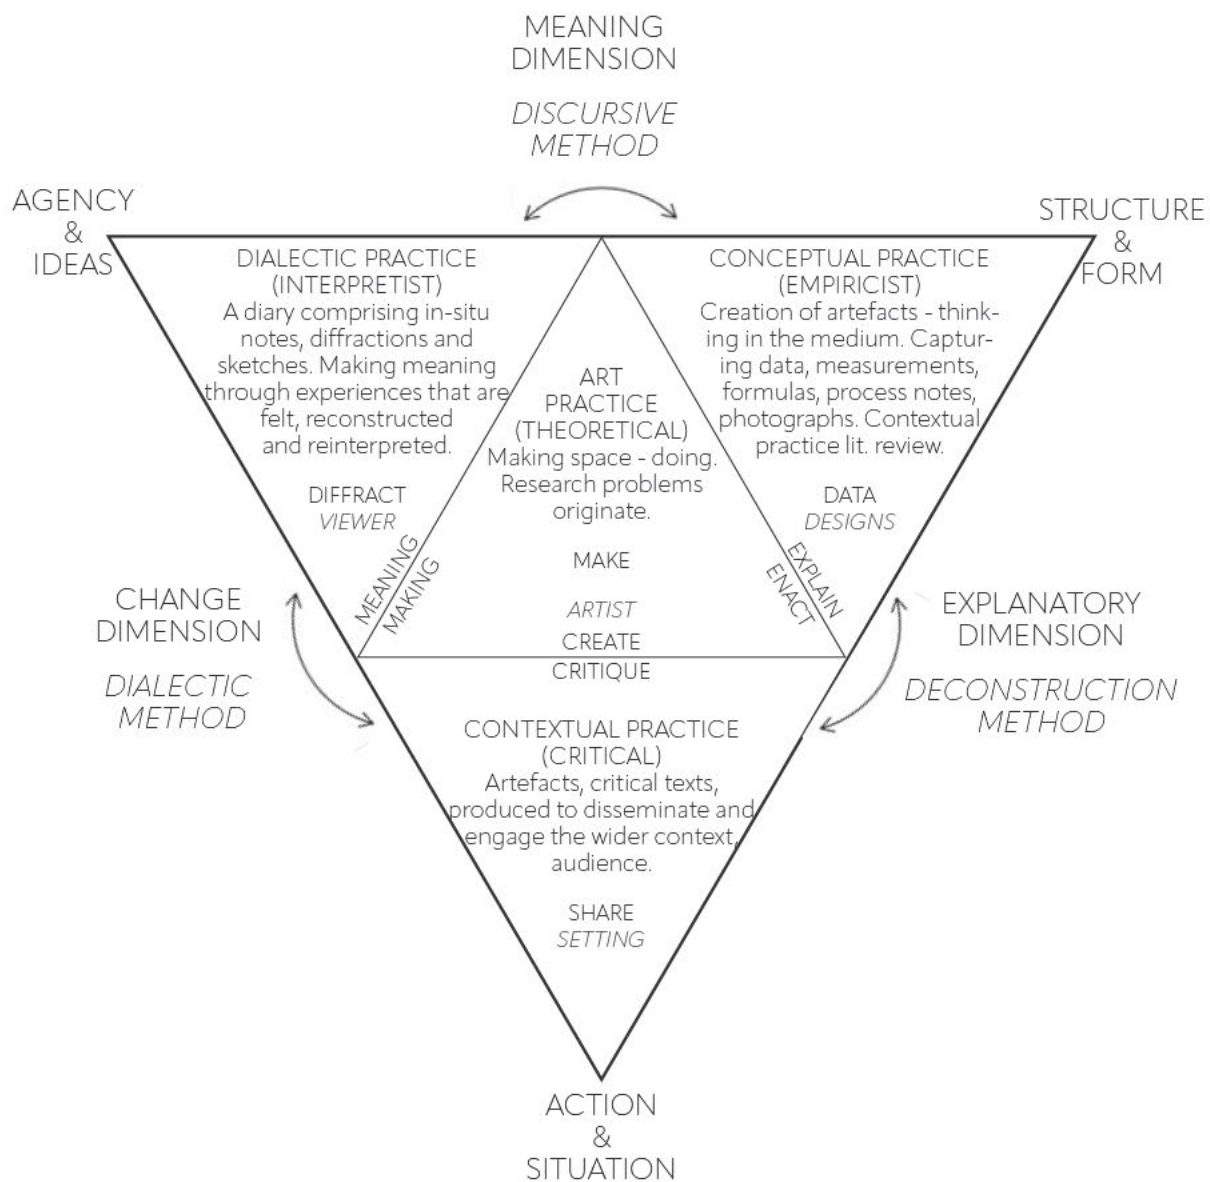 MEANING
DIMENSION
DISCURSIVE
METHOD
AGENCY
&
IDEAS
STRUCTURE
&
FORM
DIALECTIC PRACTICE
(INTERPRETIST)
A diary comprising in-situ
notes, diffractions and
sketches. Making meaning
through experiences that are
felt, reconstructed
and reinterpreted.
DIFFRACT
VIEWER
CONCEPTUAL PRACTICE
(EMPIRICIST)
Creation of artefacts - think-
ing in the medium. Captur-
ing data, measurements,
formulas, process notes,
photographs. Contextual
practice lit. review.
DATA
DESIGNS
ART
PRACTICE
(THEORETICAL)
Making space - doing.
Research problems
originate.
MAKE
ARTIST
CREATE
MEANING
MAKING
EXPLAIN
ENACT
CHANGE
DIMENSION
DIALECTIC
METHOD
EXPLANATORY
DIMENSION
DECONSTRUCTION
METHOD
CRITIQUE
CONTEXTUAL PRACTICE
(CRITICAL)
Artefacts, critical texts,
produced to disseminate and
engage the wider context,
audience.
SHARE
SETTING
ACTION
&
SITUATION